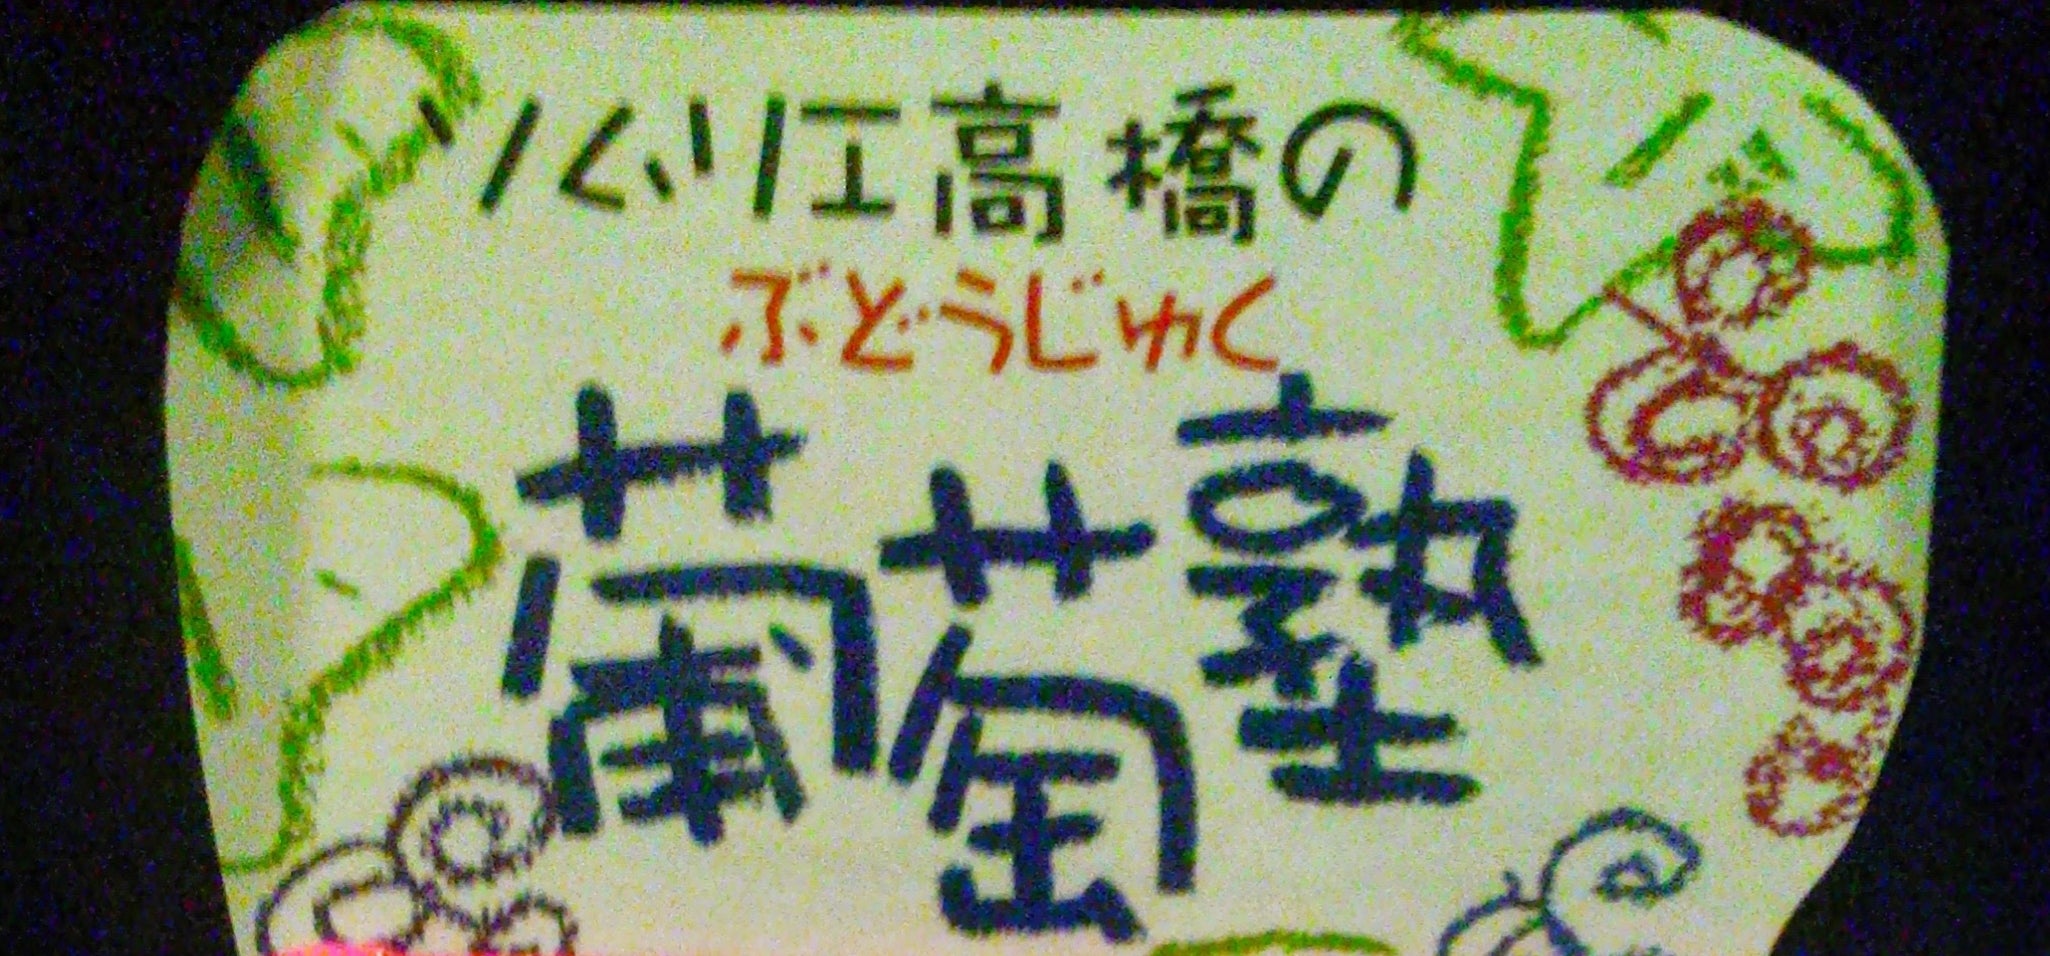 ソムリエ高橋の
ぶどうじゅく
葡萄塾